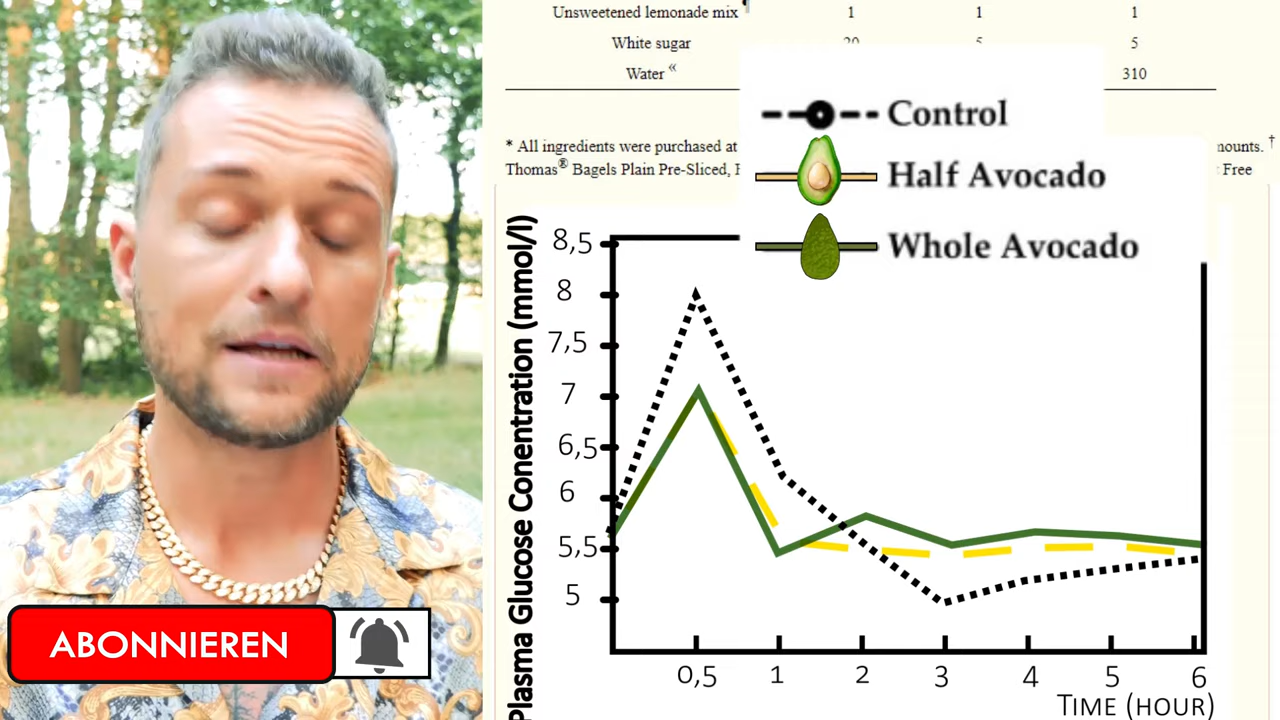 Unsweetened lemonade mix ¶ 1 1 1
White sugar 20 5 5
Water « 310
* All ingredients were purchased at mounts. †
Thomas® Bagels Plain Pre-Sliced, Free
Control
Half Avocado
Whole Avocado
Plasma Glucose Conentration (mmol/l)
8,5
8
7,5
7
6,5
6
5,5
5
0,5 1 2 3 4 5 6
TIME (HOUR)
ABONNIEREN